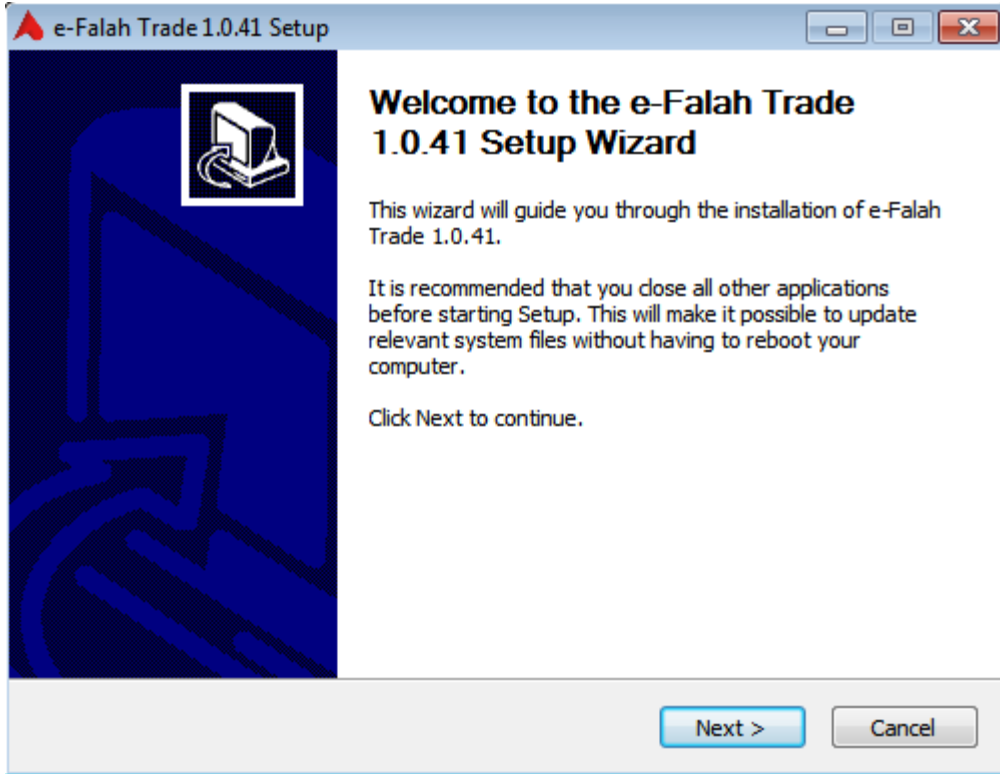 e-Falah Trade 1.0.41 Setup
Welcome to the e-Falah Trade
1.0.41 Setup Wizard
This wizard will guide you through the installation of e-Falah
Trade 1.0.41.
It is recommended that you close all other applications
before starting Setup. This will make it possible to update
relevant system files without having to reboot your
computer.
Click Next to continue.
Next >
Cancel